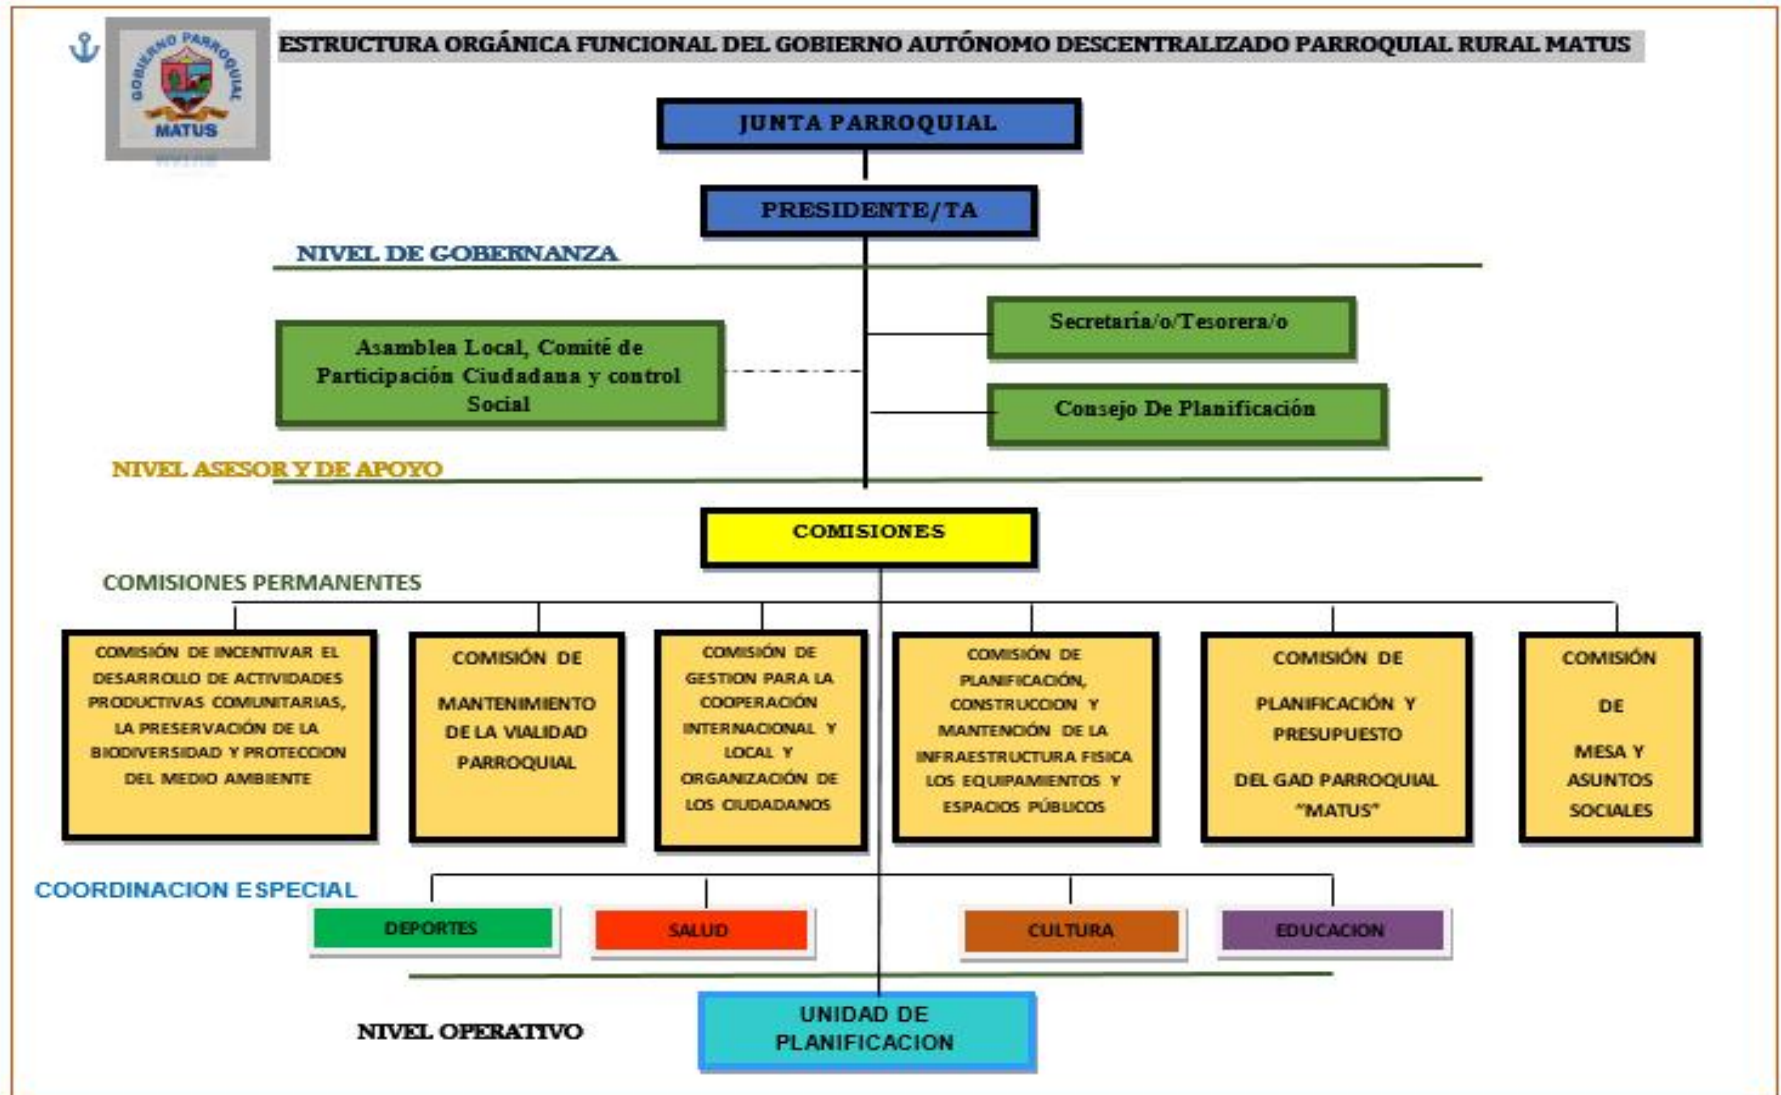 GOBIERNO PARROQUIAL
MATUS
ESTRUCTURA ORGÁNICA FUNCIONAL DEL GOBIERNO AUTÓNOMO DESCENTRALIZADO PARROQUIAL RURAL MATUS
JUNTA PARROQUIAL
PRESIDENTE/TA
NIVEL DE GOBERNANZA
Asamblea Local, Comité de
Participación Ciudadana y control
Social
Secretaría/o/Tesorera/o
Consejo De Planificación
NIVEL ASESOR Y DE APOYO
COMISIONES
COMISIONES PERMANENTES
COMISIÓN DE INCENTIVAR EL
DESARROLLO DE ACTIVIDADES
PRODUCTIVAS COMUNITARIAS,
LA PRESERVACIÓN DE LA
BIODIVERSIDAD Y PROTECCION
DEL MEDIO AMBIENTE
COMISIÓN DE
MANTENIMIENTO
DE LA VIALIDAD
PARROQUIAL
COMISIÓN DE
GESTION PARA LA
COOPERACIÓN
INTERNACIONAL Y
LOCAL Y
ORGANIZACIÓN DE
LOS CIUDADANOS
COMISIÓN DE
PLANIFICACIÓN,
CONSTRUCCION Y
MANTENCIÓN DE LA
INFRAESTRUCTURA FISICA
LOS EQUIPAMIENTOS Y
ESPACIOS PÚBLICOS
COMISIÓN DE
PLANIFICACIÓN Y
PRESUPUESTO
DEL GAD PARROQUIAL
“MATUS”
COMISIÓN
DE
MESA Y
ASUNTOS
SOCIALES
COORDINACION ESPECIAL
DEPORTES
SALUD
CULTURA
EDUCACION
NIVEL OPERATIVO
UNIDAD DE
PLANIFICACION